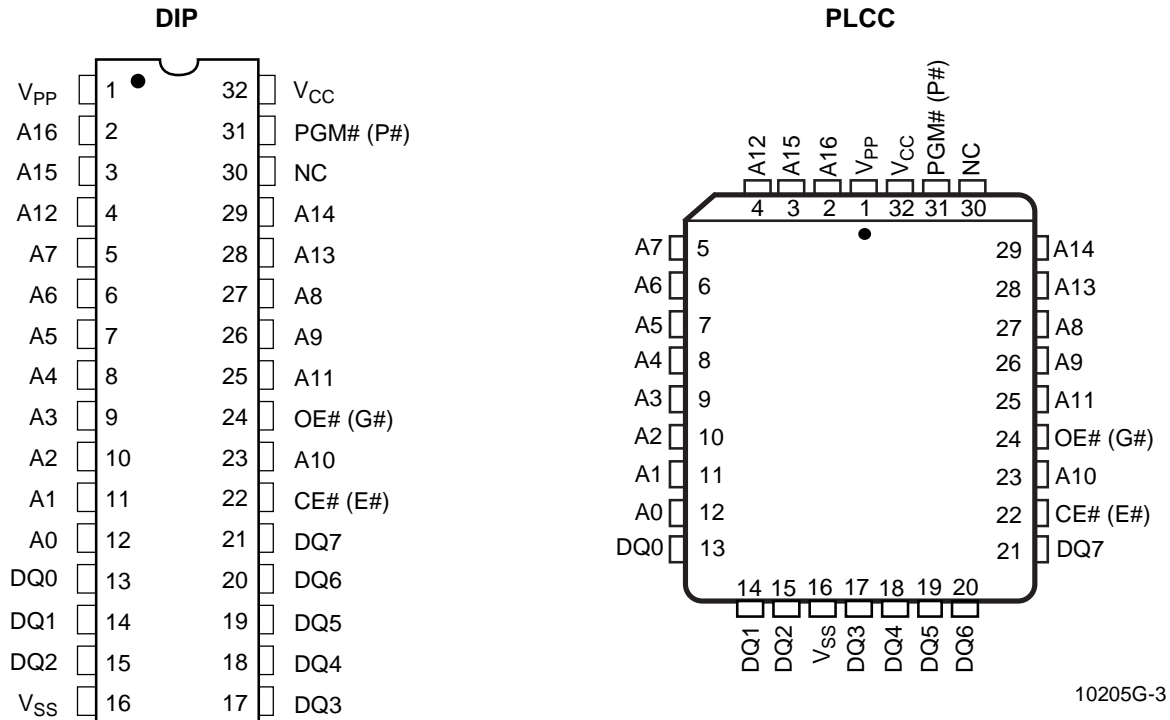 DIP
VPP 1 32 VCC
A16 2 31 PGM# (P#)
A15 3 30 NC
A12 4 29 A14
A7 5 28 A13
A6 6 27 A8
A5 7 26 A9
A4 8 25 A11
A3 9 24 OE# (G#)
A2 10 23 A10
A1 11 22 CE# (E#)
A0 12 21 DQ7
DQ0 13 20 DQ6
DQ1 14 19 DQ5
DQ2 15 18 DQ4
VSS 16 17 DQ3
PLCC
A12 A15 A16 VPP VCC PGM# (P#) NC
4 3 2 1 32 31 30
A7 5 29 A14
A6 6 28 A13
A5 7 27 A8
A4 8 26 A9
A3 9 25 A11
A2 10 24 OE# (G#)
A1 11 23 A10
A0 12 22 CE# (E#)
DQ0 13 21 DQ7
14 15 16 17 18 19 20
DQ1 DQ2 VSS DQ3 DQ4 DQ5 DQ6
10205G-3